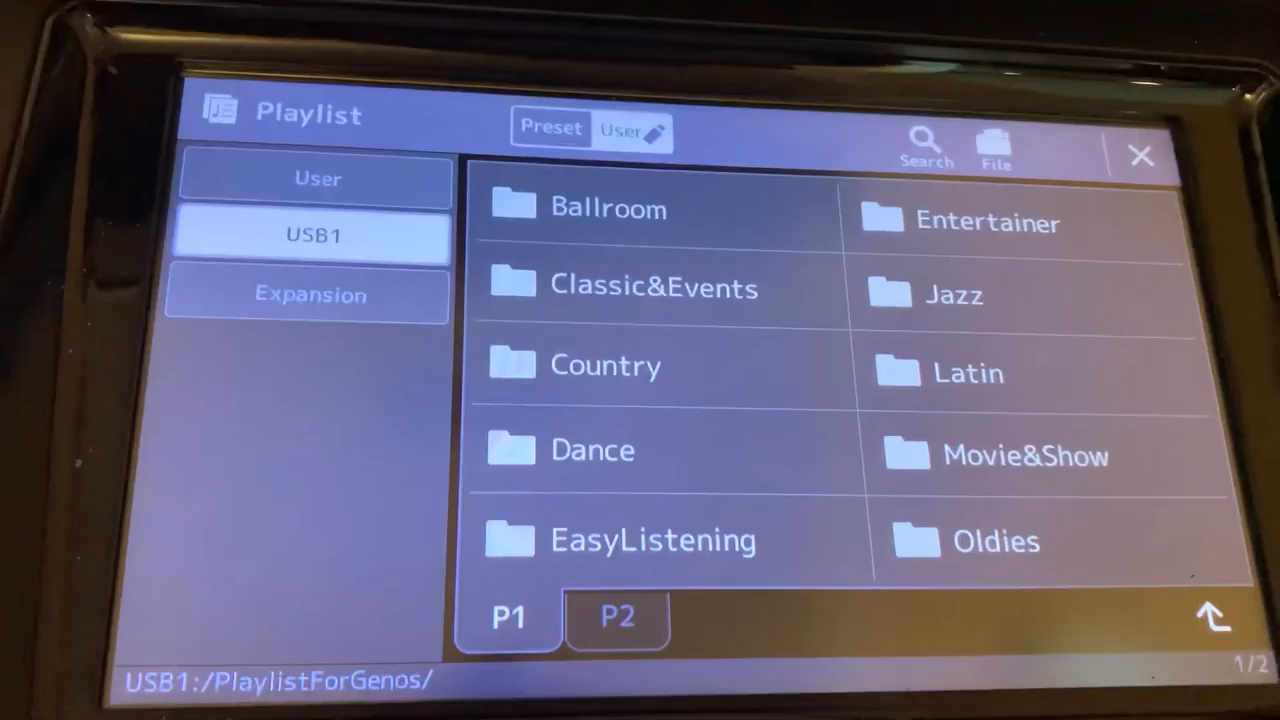 Playlist
Preset User
Search
File
User
USB1
Expansion
Ballroom
Entertainer
Classic&Events
Jazz
Country
Latin
Dance
Movie&Show
EasyListening
Oldies
P1
P2
1/2
USB1:/PlaylistForGenos/